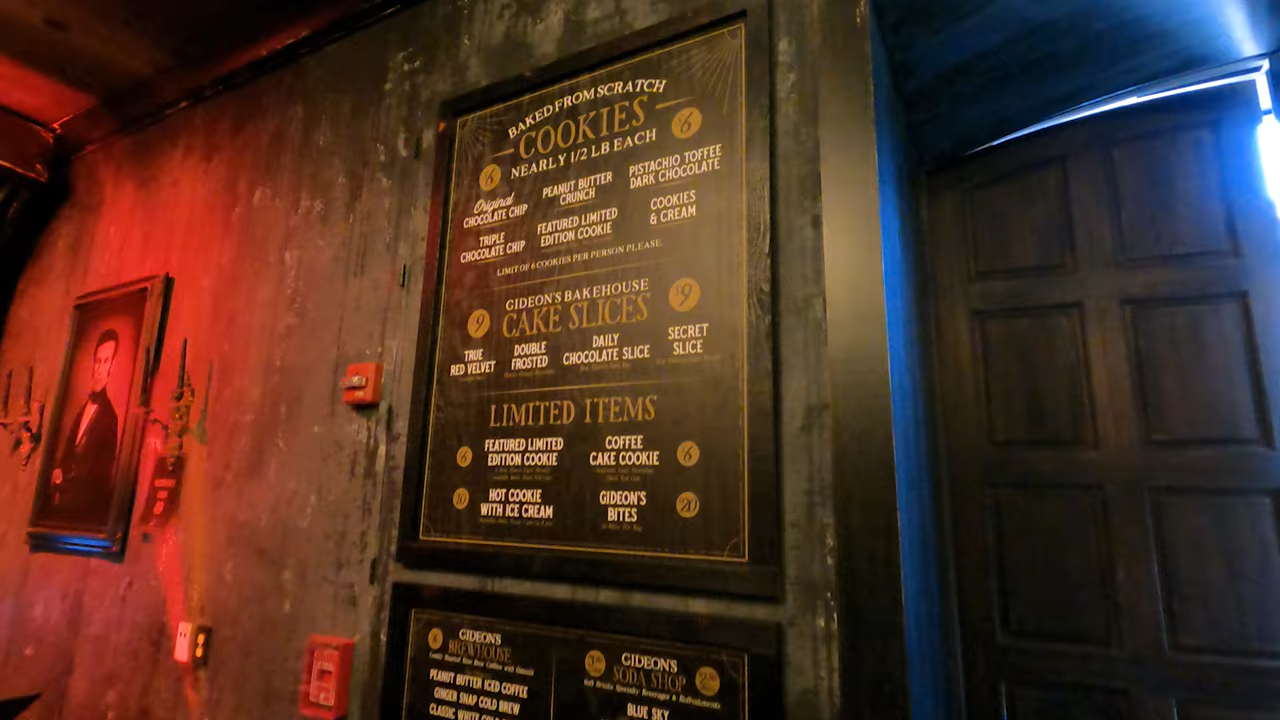 BAKED FROM SCRATCH
COOKIES
6
NEARLY 1/2 LB EACH
6
Original
CHOCOLATE CHIP
PEANUT BUTTER
CRUNCH
PISTACHIO TOFFEE
DARK CHOCOLATE
TRIPLE
CHOCOLATE CHIP
FEATURED LIMITED
EDITION COOKIE
COOKIES
& CREAM
LIMIT OF 6 COOKIES PER PERSON PLEASE
GIDEON'S BAKEHOUSE
9
CAKE SLICES
$9
TRUE
RED VELVET
DOUBLE
FROSTED
DAILY
CHOCOLATE SLICE
SECRET
SLICE
LIMITED ITEMS
6
FEATURED LIMITED
EDITION COOKIE
COFFEE
CAKE COOKIE
6
10
HOT COOKIE
WITH ICE CREAM
GIDEON'S
BITES
20
GIDEON'S
BREWHOUSE
PEANUT BUTTER ICED COFFEE
GINGER SNAP COLD BREW
CLASSIC WHITE
GIDEON'S
SODA SHOP
BLUE SKY